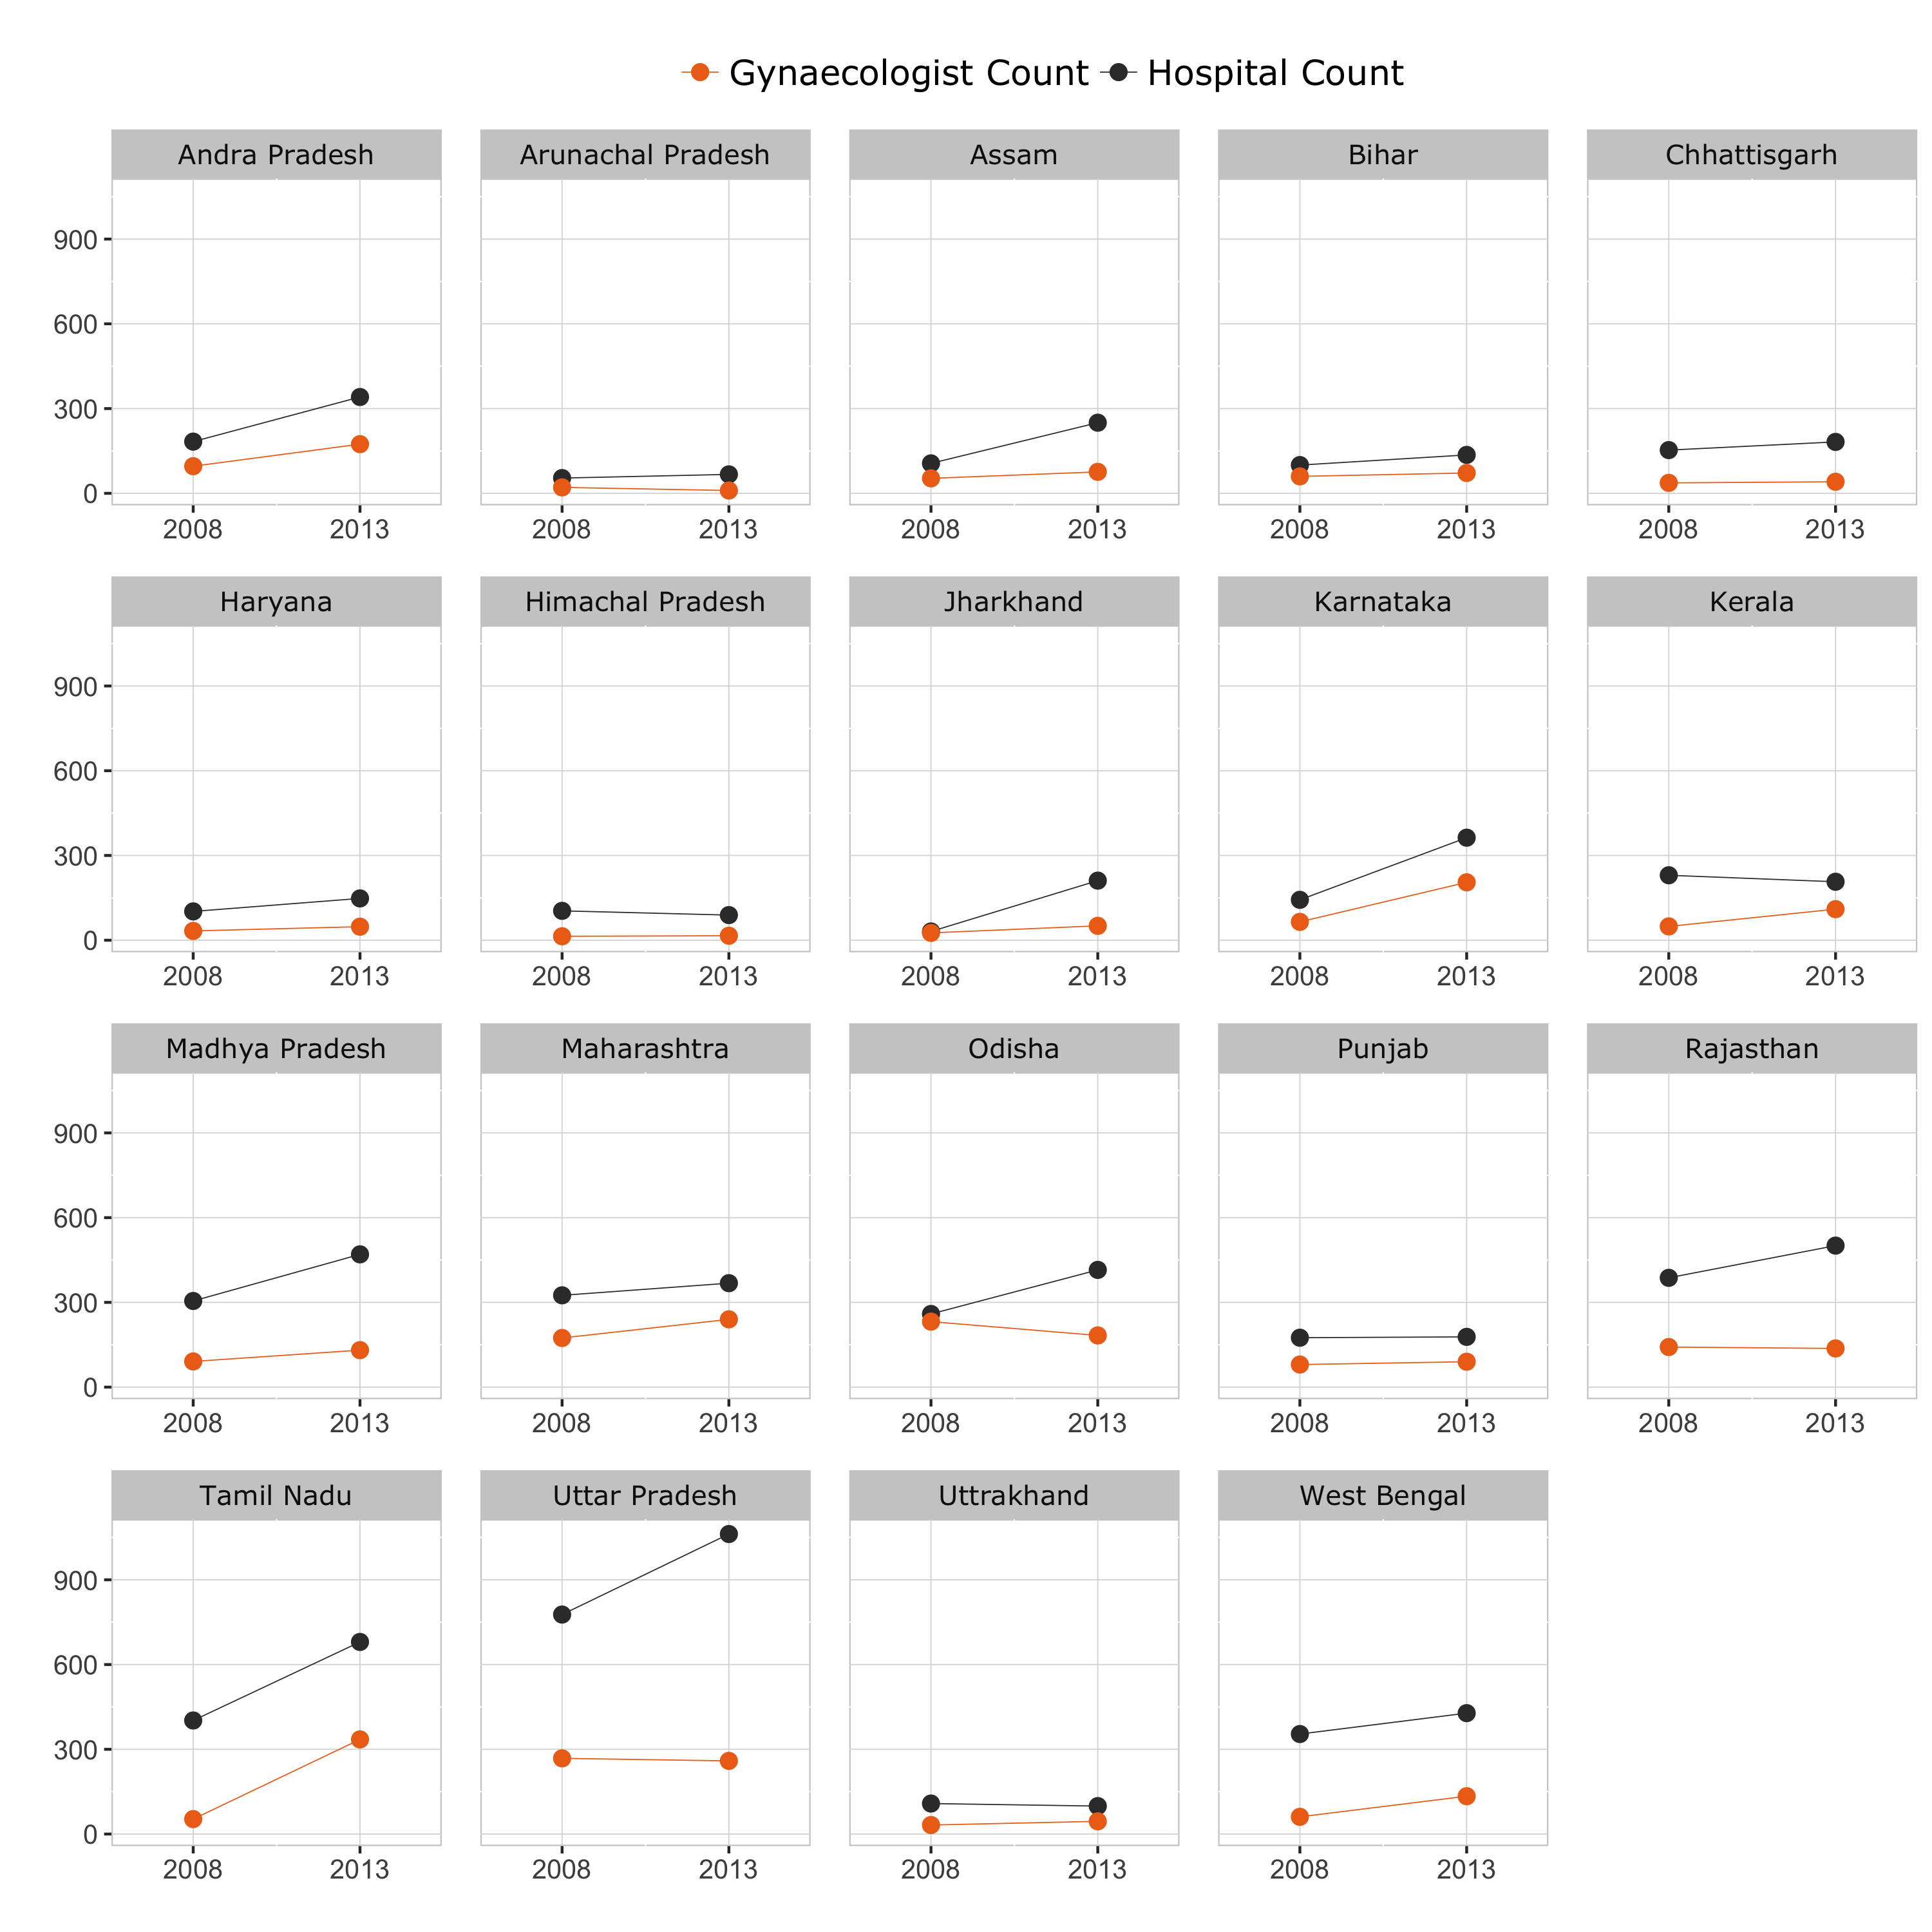 Gynaecologist Count Hospital Count
Andra Pradesh Arunachal Pradesh Assam Bihar Chhattisgarh
900
600
300
0
2008 2013 2008 2013 2008 2013 2008 2013 2008 2013
Haryana Himachal Pradesh Jharkhand Karnataka Kerala
900
600
300
0
2008 2013 2008 2013 2008 2013 2008 2013 2008 2013
Madhya Pradesh Maharashtra Odisha Punjab Rajasthan
900
600
300
0
2008 2013 2008 2013 2008 2013 2008 2013 2008 2013
Tamil Nadu Uttar Pradesh Uttrakhand West Bengal
900
600
300
0
2008 2013 2008 2013 2008 2013 2008 2013